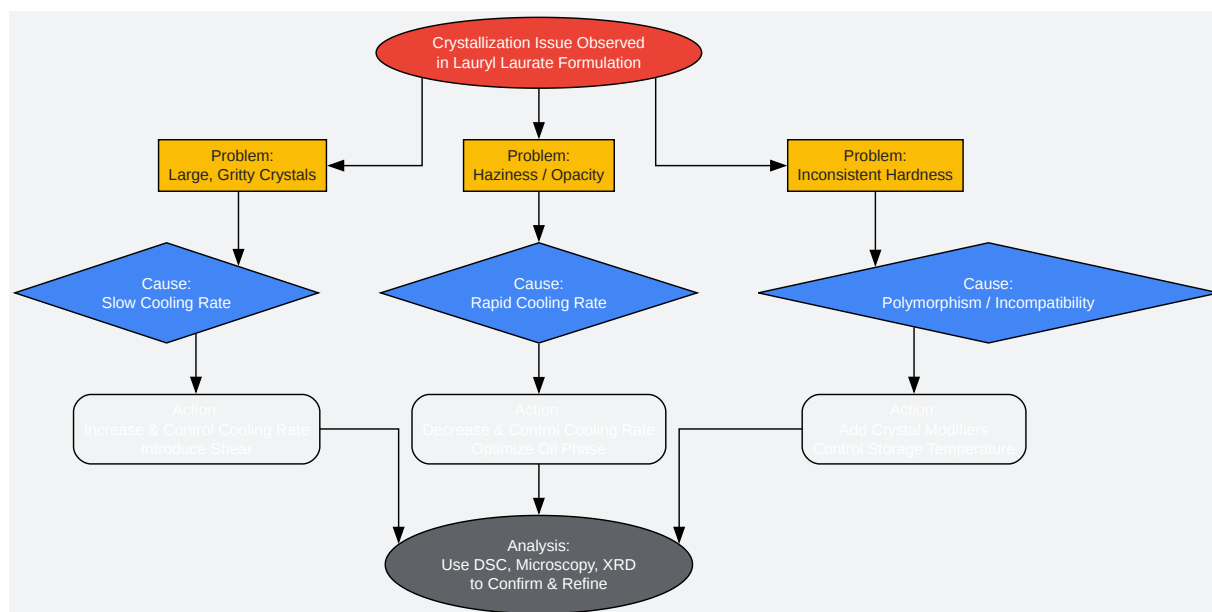 Crystallization Issue Observed
in Lauryl Laurate Formulation
Problem:
Large, Gritty Crystals
Problem:
Haziness / Opacity
Problem:
Inconsistent Hardness
Cause:
Slow Cooling Rate
Cause:
Rapid Cooling Rate
Cause:
Polymorphism / Incompatibility
Action:
Increase & Control Cooling Rate
Introduce Shear
Action:
Decrease & Control Cooling Rate
Optimize Oil Phase
Action:
Add Crystal Modifiers
Control Storage Temperature
Analysis:
Use DSC, Microscopy, XRD
to Confirm & Refine